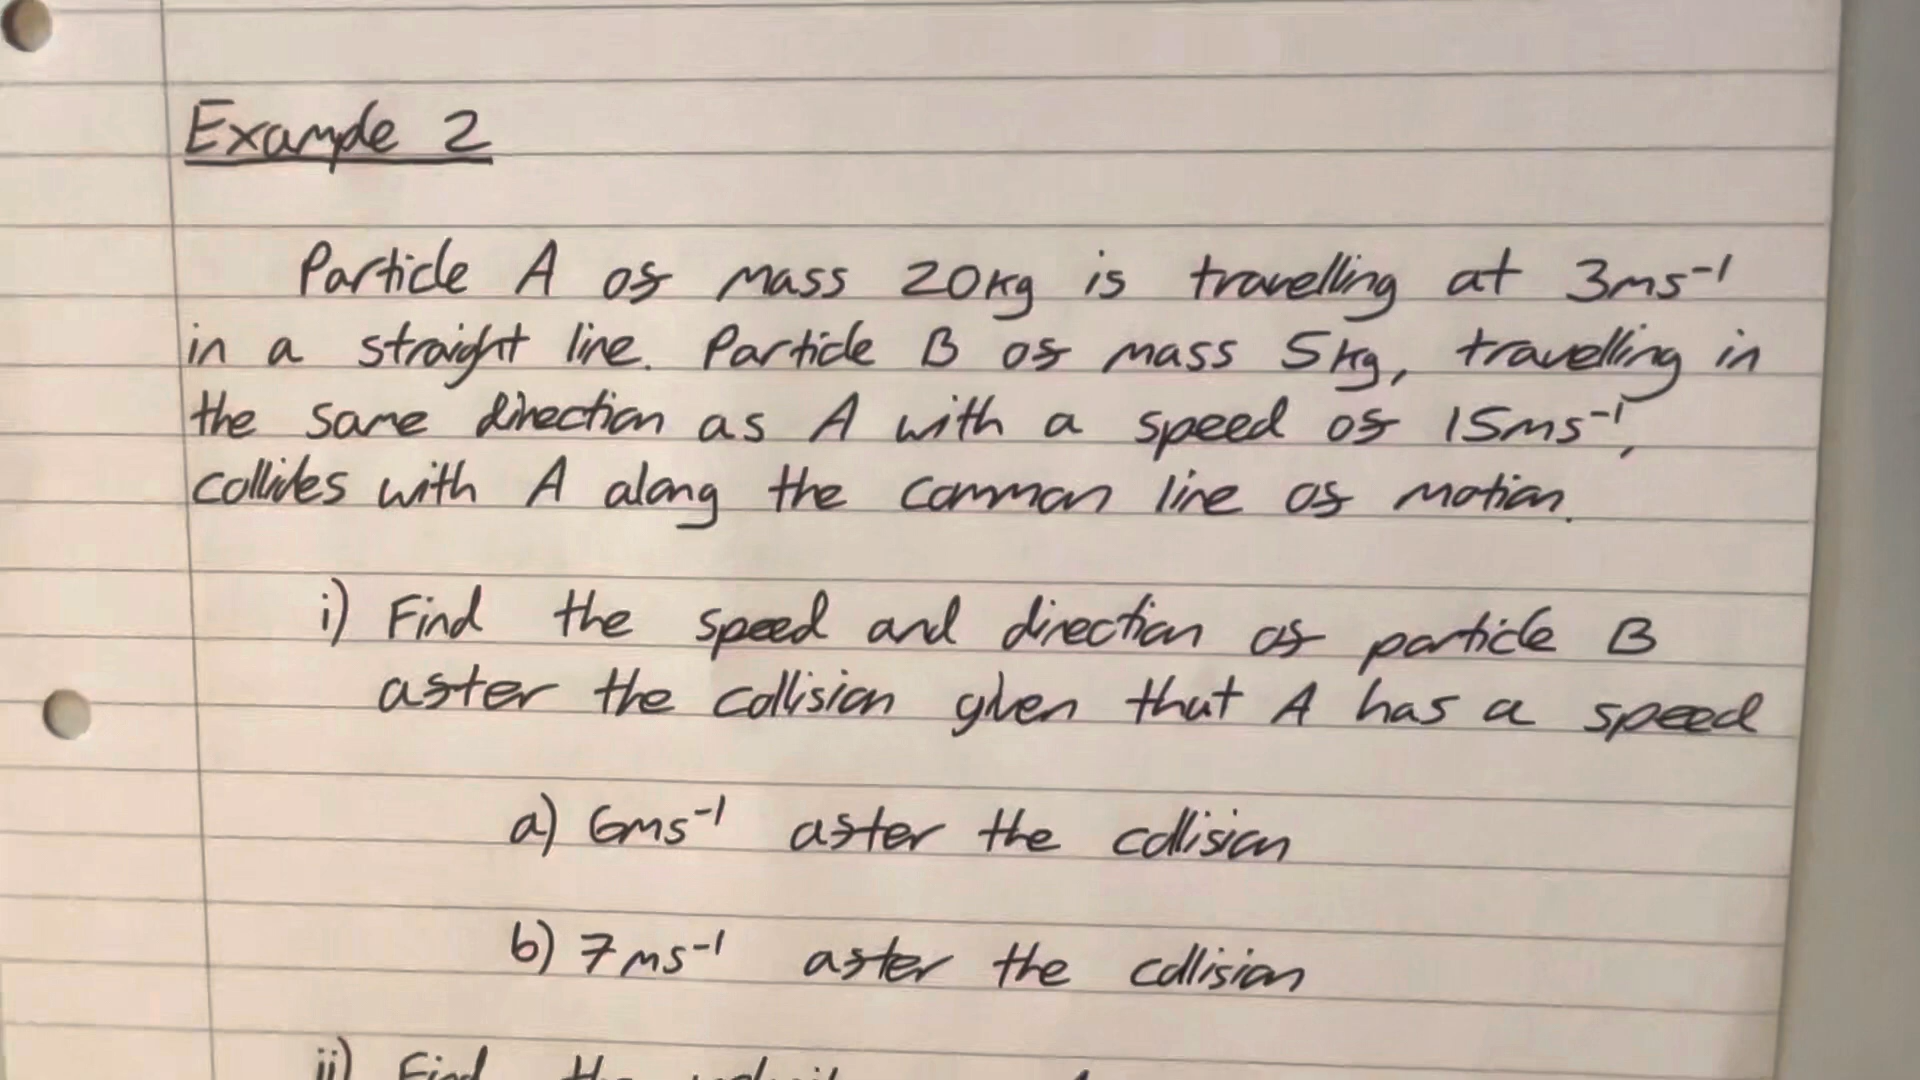 Example 2
Particle A of mass 20kg is travelling at 3ms⁻¹
in a straight line. Particle B of mass 5kg, travelling in
the same direction as A with a speed of 15ms⁻¹,
collides with A along the common line of motion.
i) Find the speed and direction of particle B
after the collision given that A has a speed
a) 6ms⁻¹ after the collision
b) 7ms⁻¹ after the collision
ii) Find the